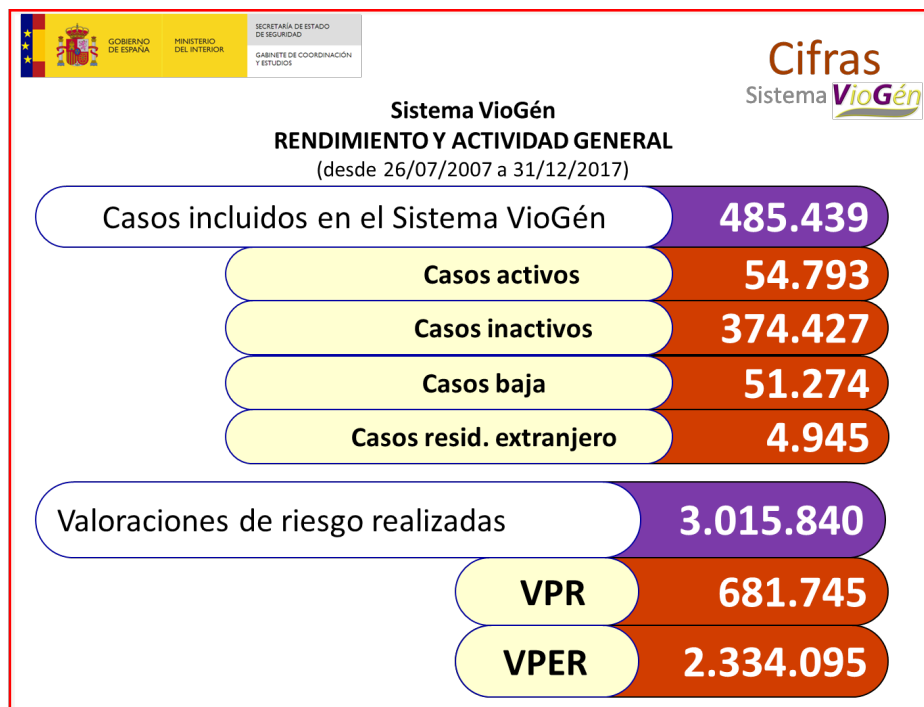 GOBIERNO
DE ESPAÑA
MINISTERIO
DEL INTERIOR
SECRETARÍA DE ESTADO
DE SEGURIDAD
GABINETE DE COORDINACIÓN
Y ESTUDIOS
Cifras
Sistema VioGén
Sistema VioGén
RENDIMIENTO Y ACTIVIDAD GENERAL
(desde 26/07/2007 a 31/12/2017)
Casos incluidos en el Sistema VioGén 485.439
Casos activos 54.793
Casos inactivos 374.427
Casos baja 51.274
Casos resid. extranjero 4.945
Valoraciones de riesgo realizadas 3.015.840
VPR 681.745
VPER 2.334.095